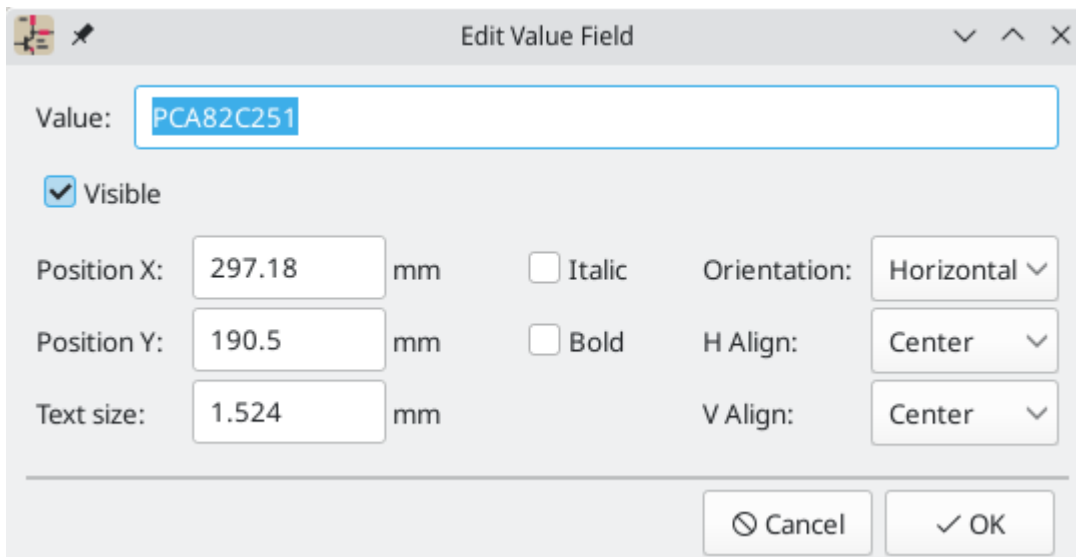 Edit Value Field
Value: PCA82C251
Visible
Position X: 297.18 mm Italic Orientation: Horizontal
Position Y: 190.5 mm Bold H Align: Center
Text size: 1.524 mm V Align: Center
Cancel OK